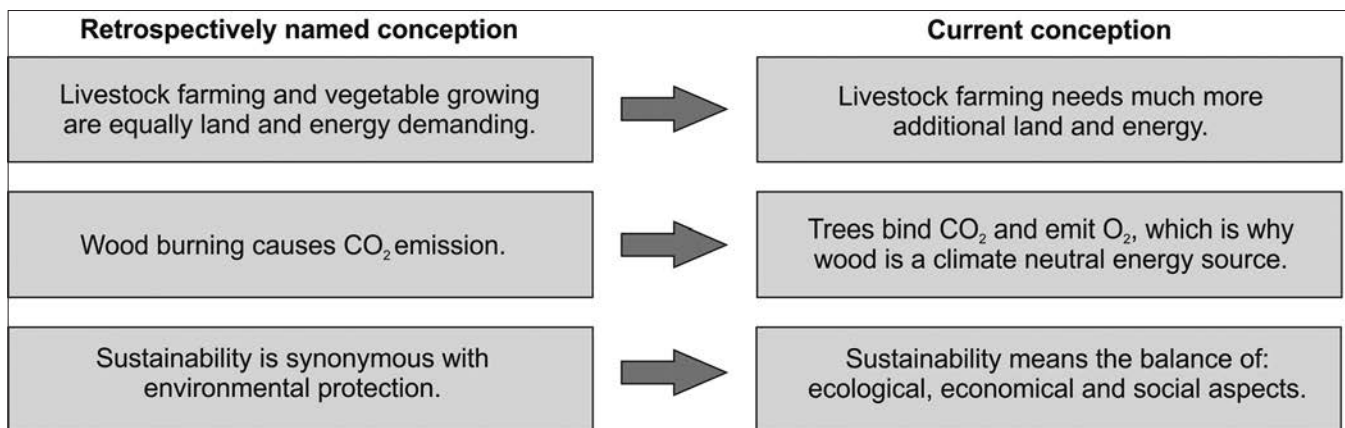 Retrospectively named conception
Current conception
Livestock farming and vegetable growing
are equally land and energy demanding.
Livestock farming needs much more
additional land and energy.
Wood burning causes CO₂ emission.
Trees bind CO₂ and emit O₂, which is why
wood is a climate neutral energy source.
Sustainability is synonymous with
environmental protection.
Sustainability means the balance of:
ecological, economical and social aspects.